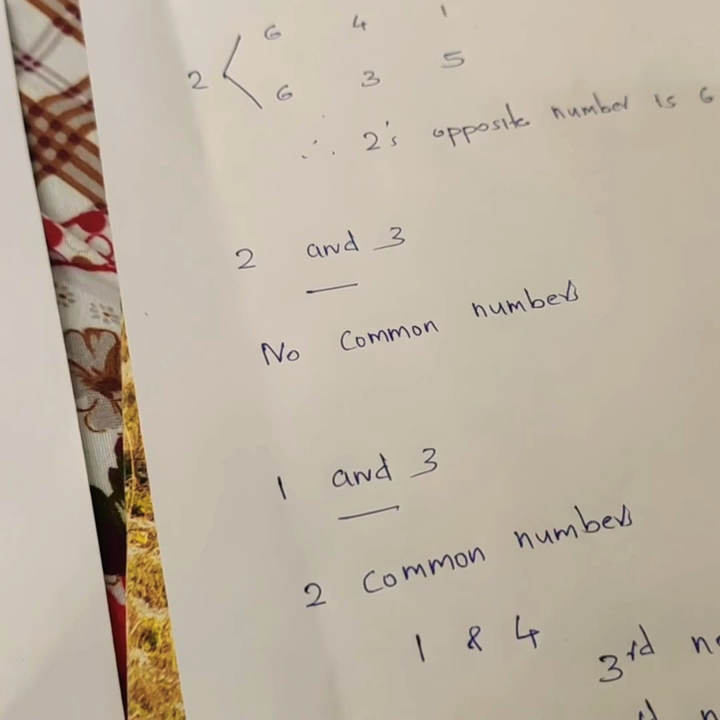 6 4 1
2
6 3 5
∴ 2's opposite number is 6
2 and 3
No Common numbers
1 and 3
2 Common numbers
1 & 4
3rd